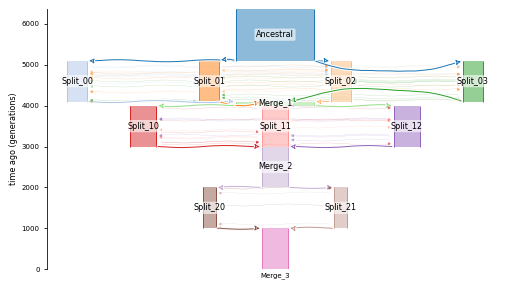 6000
Ancestral
5000
Split_00
Split_01
Split_02
Split_03
4000
Merge_1
time ago (generations)
Split_10
Split_11
Split_12
3000
Merge_2
2000
Split_20
Split_21
1000
0
Merge_3